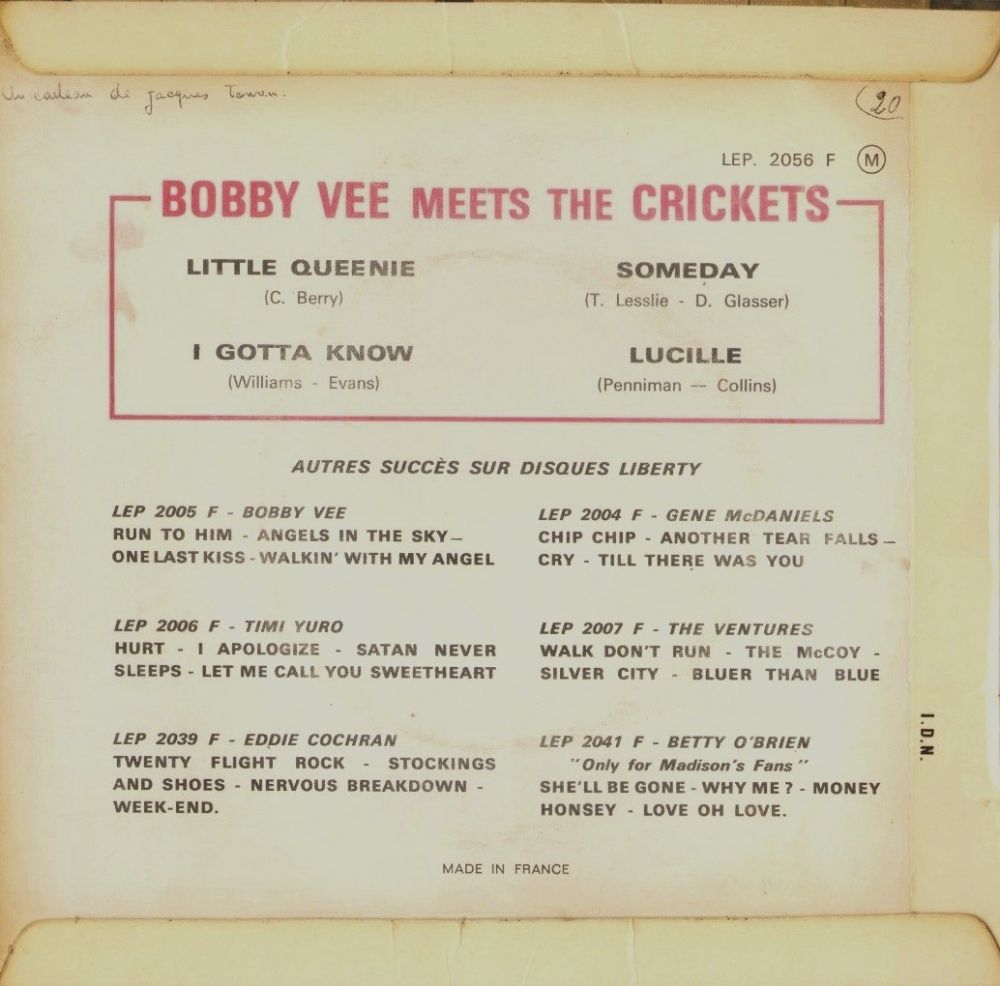 de Jacques
20
LEP. 2056 F M
BOBBY VEE MEETS THE CRICKETS
LITTLE QUEENIE
(C. Berry)
SOMEDAY
(T. Lesslie - D. Glasser)
I GOTTA KNOW
(Williams - Evans)
LUCILLE
(Penniman — Collins)
AUTRES SUCCÈS SUR DISQUES LIBERTY
LEP 2005 F - BOBBY VEE
RUN TO HIM - ANGELS IN THE SKY —
ONE LAST KISS - WALKIN' WITH MY ANGEL
LEP 2004 F - GENE McDANIELS
CHIP CHIP - ANOTHER TEAR FALLS —
CRY - TILL THERE WAS YOU
LEP 2006 F - TIMI YURO
HURT - I APOLOGIZE - SATAN NEVER
SLEEPS - LET ME CALL YOU SWEETHEART
LEP 2007 F - THE VENTURES
WALK DON'T RUN - THE McCOY -
SILVER CITY - BLUER THAN BLUE
LEP 2039 F - EDDIE COCHRAN
TWENTY FLIGHT ROCK - STOCKINGS
AND SHOES - NERVOUS BREAKDOWN -
WEEK-END.
LEP 2041 F - BETTY O'BRIEN
"Only for Madison's Fans"
SHE'LL BE GONE - WHY ME ? - MONEY
HONSEY - LOVE OH LOVE.
I.D.N.
MADE IN FRANCE